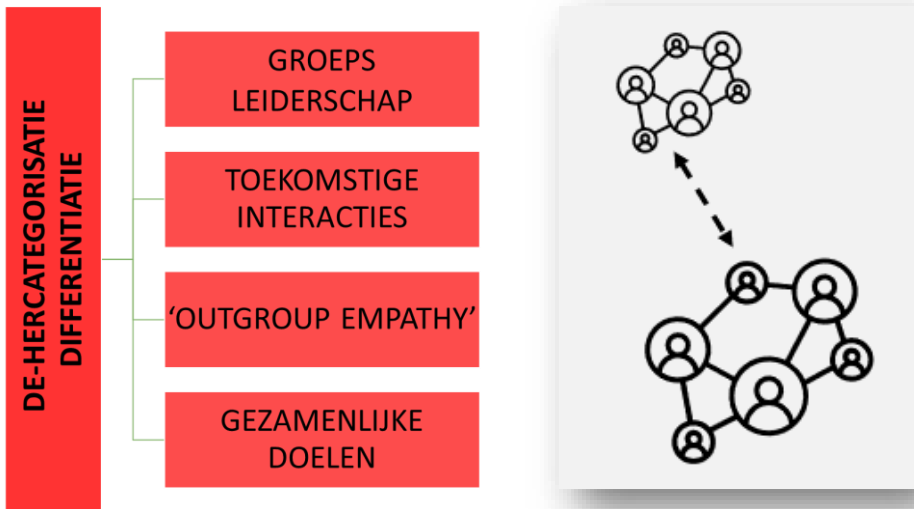 DE-HERCATEGORISATIE
DIFFERENTIATIE
GROEPS
LEIDERSCHAP
TOEKOMSTIGE
INTERACTIES
‘OUTGROUP EMPATHY’
GEZAMENLIJKE
DOELEN